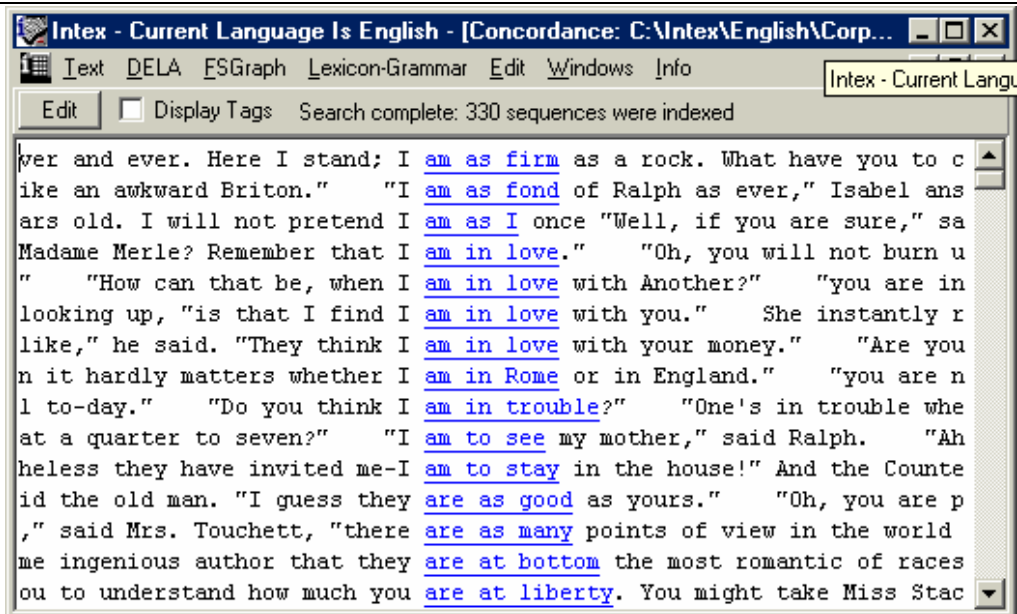 Intex - Current Language Is English - [Concordance: C:\Intex\English\Corp...
Text DELA FSGraph Lexicon-Grammar Edit Windows Info
Intex - Current Langu
Edit Display Tags Search complete: 330 sequences were indexed
ver and ever. Here I stand; I am as firm as a rock. What have you to c
ike an awkward Briton." "I am as fond of Ralph as ever," Isabel ans
ars old. I will not pretend I am as I once "Well, if you are sure," sa
Madame Merle? Remember that I am in love." "Oh, you will not burn u
" "How can that be, when I am in love with Another?" "you are in
looking up, "is that I find I am in love with you." She instantly r
like," he said. "They think I am in love with your money." "Are you
n it hardly matters whether I am in Rome or in England." "you are n
l to-day." "Do you think I am in trouble?" "One's in trouble whe
at a quarter to seven?" "I am to see my mother," said Ralph. "Ah
heless they have invited me-I am to stay in the house!" And the Counte
id the old man. "I guess they are as good as yours." "Oh, you are p
," said Mrs. Touchett, "there are as many points of view in the world
me ingenious author that they are at bottom the most romantic of races
ou to understand how much you are at liberty. You might take Miss Stac